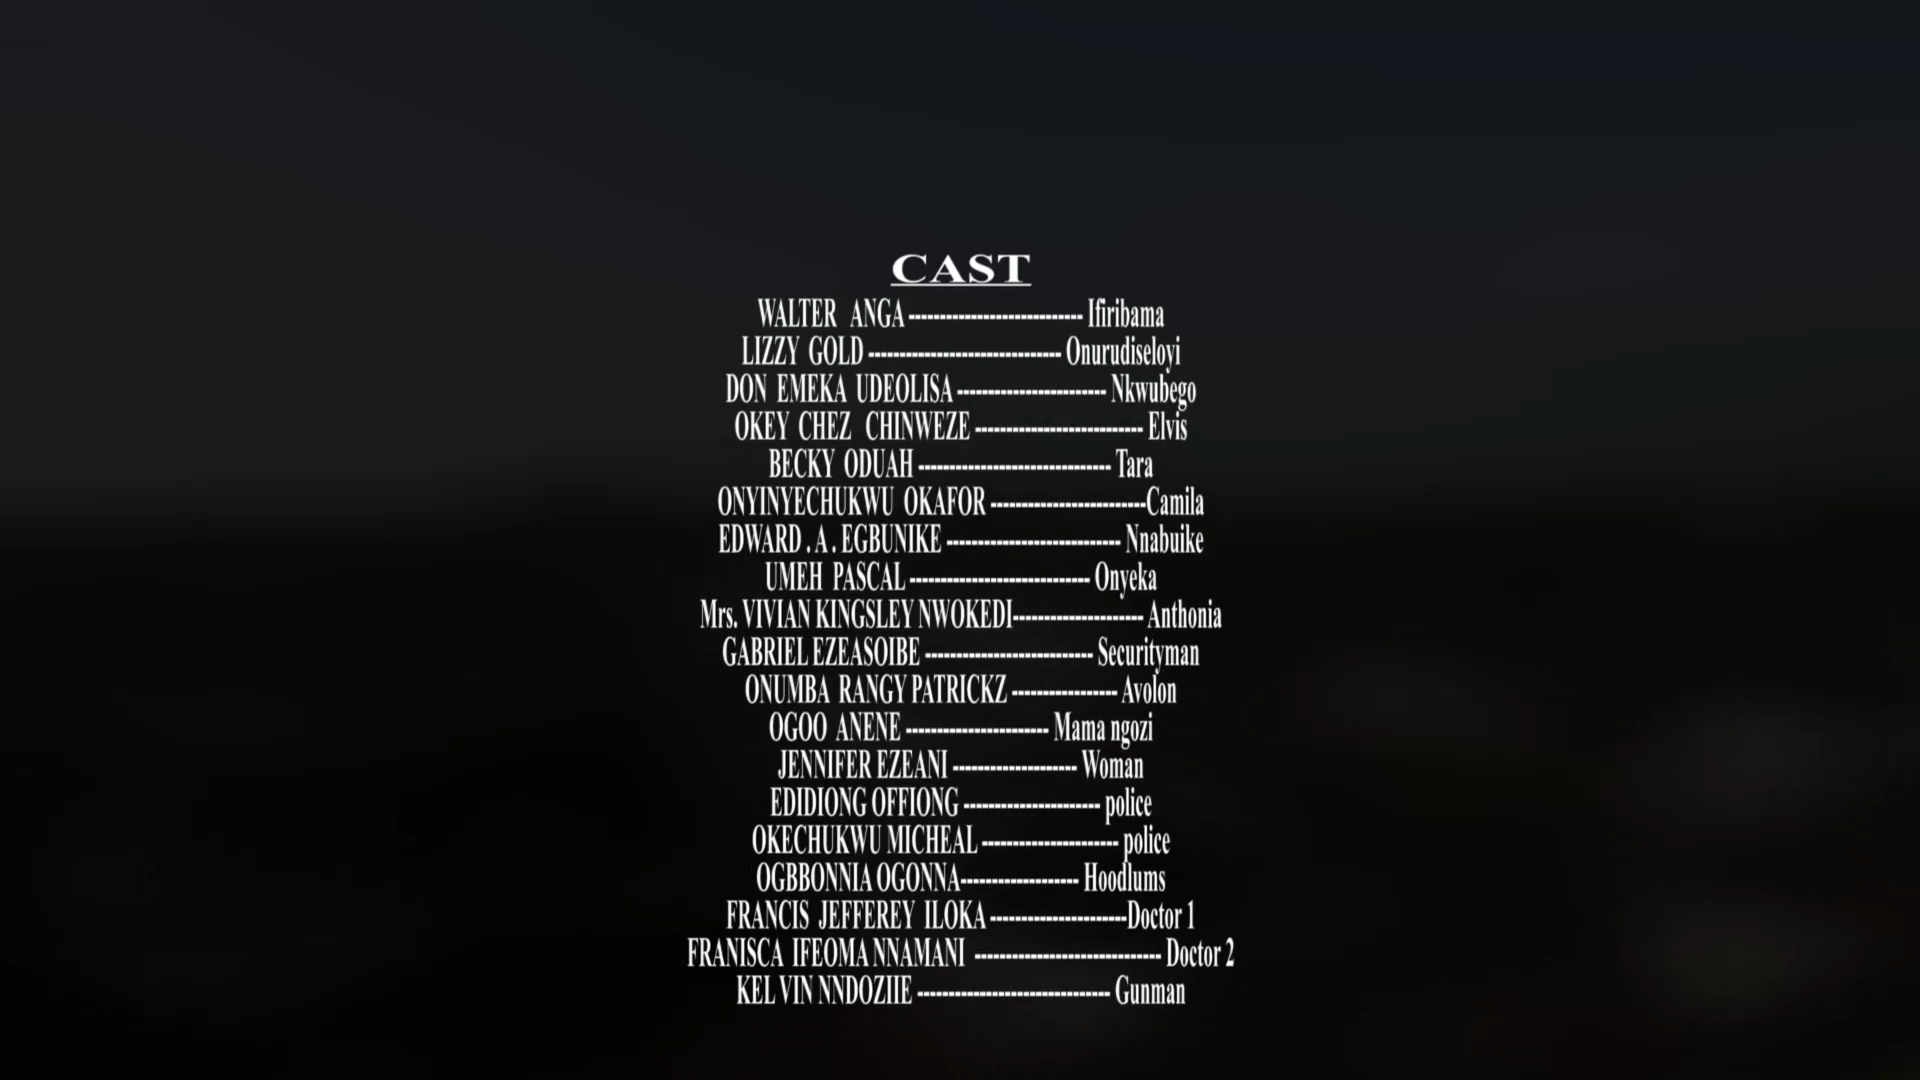 CAST
WALTER ANGA ---------------------------- Ifiribama
LIZZY GOLD ------------------------------- Onurudiseloyi
DON EMEKA UDEOLISA ------------------------ Nkwubego
OKEY CHEZ CHINWEZE --------------------------- Elvis
BECKY ODUAH ------------------------------- Tara
ONYINYECHUKWU OKAFOR -------------------------Camila
EDWARD . A . EGBUNIKE ---------------------------- Nnabuike
UMEH PASCAL ----------------------------- Onyeka
Mrs. VIVIAN KINGSLEY NWOKEDI--------------------- Anthonia
GABRIEL EZEASOIBE --------------------------- Securityman
ONUMBA RANGY PATRICKZ ----------------- Avolon
OGOO ANENE ----------------------- Mama ngozi
JENNIFER EZEANI -------------------- Woman
EDIDIONG OFFIONG ---------------------- police
OKECHUKWU MICHEAL ---------------------- police
OGBBONNIA OGONNA------------------- Hoodlums
FRANCIS JEFFEREY ILOKA ----------------------Doctor 1
FRANISCA IFEOMA NNAMANI ------------------------------ Doctor 2
KEL VIN NNDOZIIE ------------------------------- Gunman